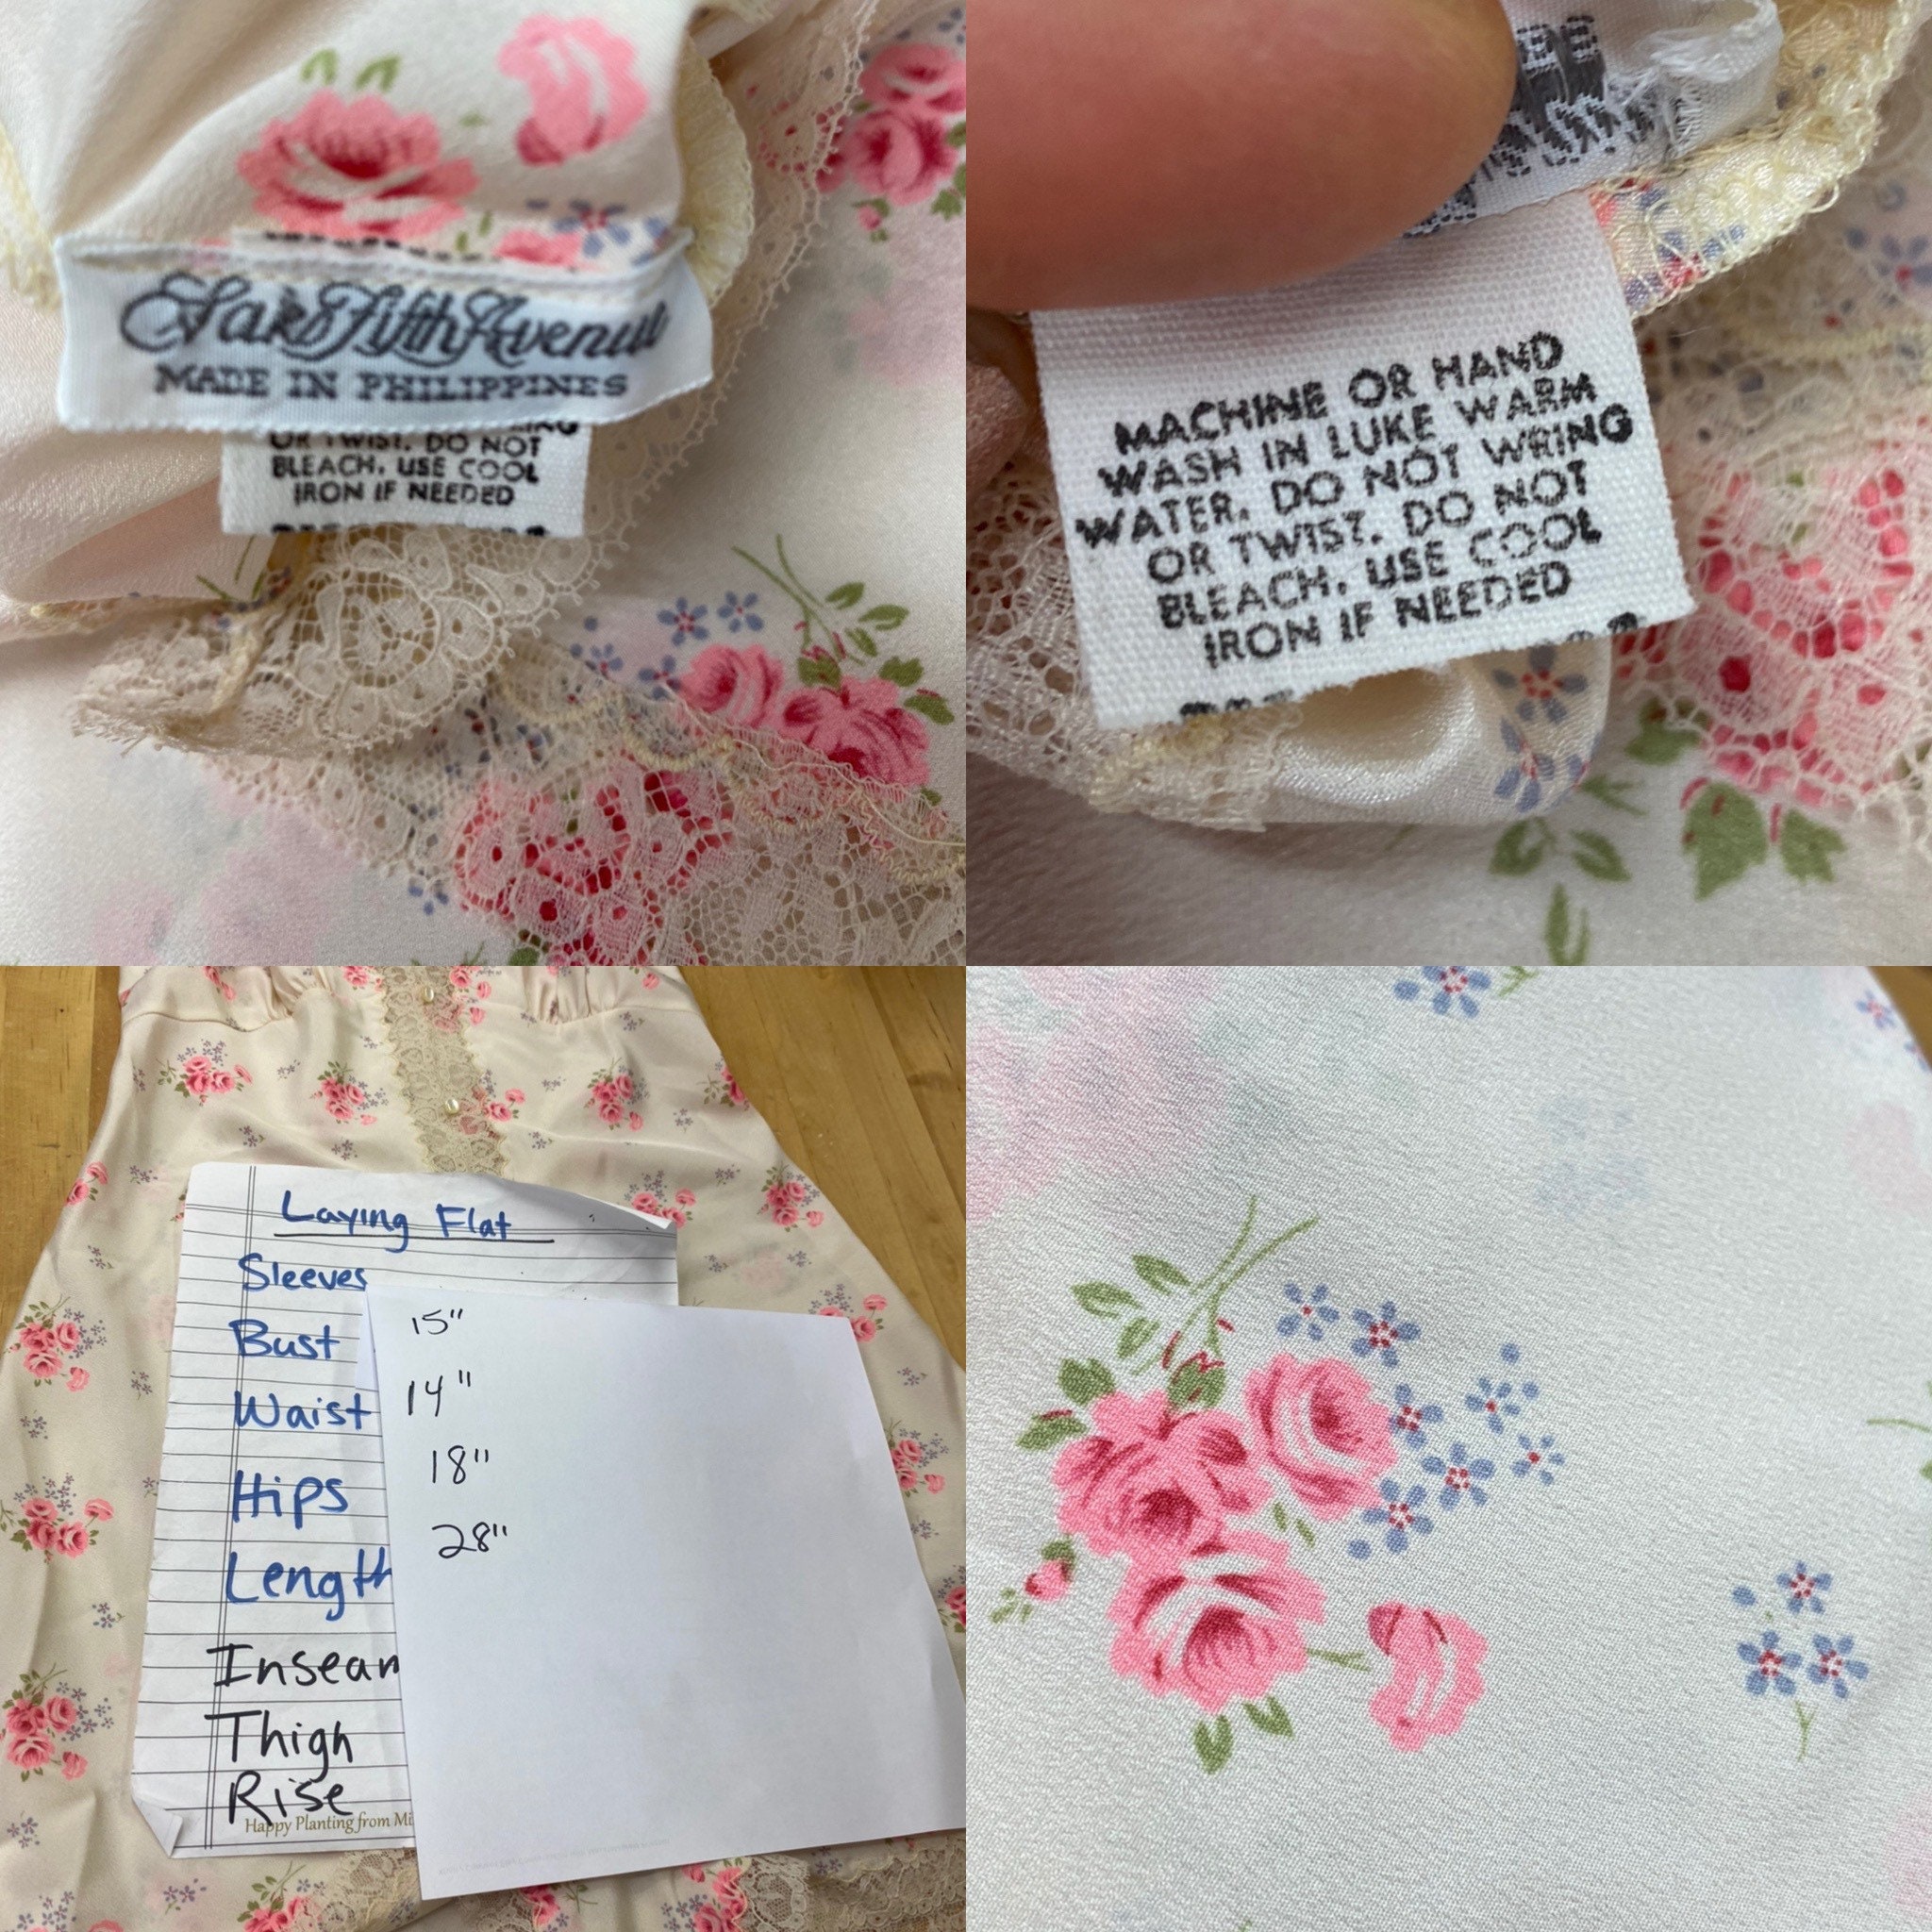 Saks Fifth Avenue
MADE IN PHILIPPINES
OR TWIST. DO NOT
BLEACH. USE COOL
IRON IF NEEDED
MACHINE OR HAND
WASH IN LUKE WARM
WATER. DO NOT WRING
OR TWIST. DO NOT
BLEACH. USE COOL
IRON IF NEEDED
Laying Flat
Sleeves
Bust 15"
Waist 14"
Hips 18"
Length 28"
Inseam
Thigh
Rise
Happy Planting from Mi